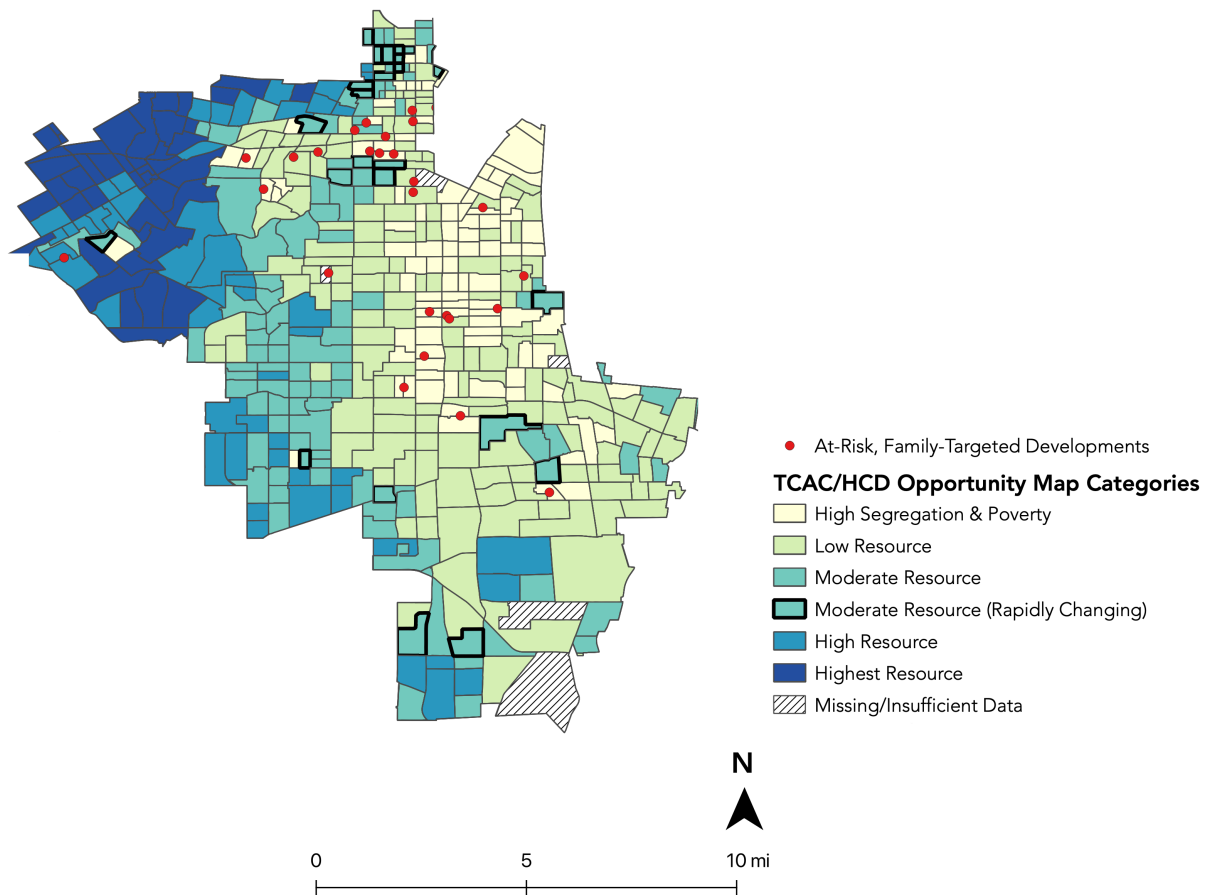 At-Risk, Family-Targeted Developments
TCAC/HCD Opportunity Map Categories
High Segregation & Poverty
Low Resource
Moderate Resource
Moderate Resource (Rapidly Changing)
High Resource
Highest Resource
Missing/Insufficient Data
N
0 5 10 mi